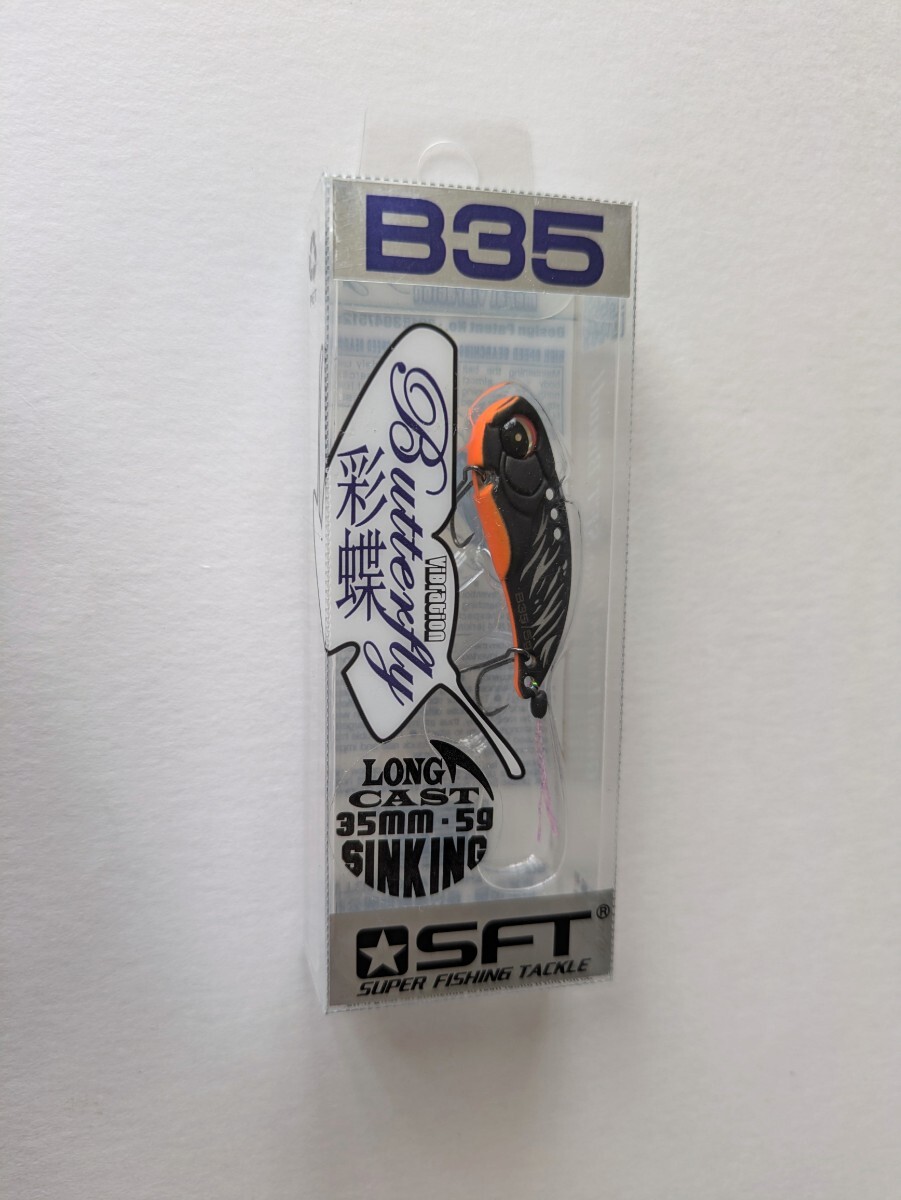 B35
Butterfly
Vibration
彩蝶
LONG
CAST
35mm · 5g
SINKING
SFT®
SUPER FISHING TACKLE